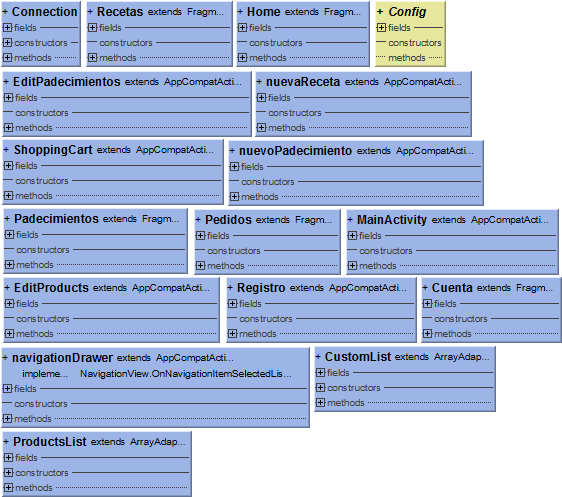 + Connection
fields
constructors
methods
+ Recetas extends Fragm...
fields
constructors
methods
+ Home extends Fragm...
fields
constructors
methods
+ Config
fields
constructors
methods
+ EditPadecimientos extends AppCompatActi...
fields
constructors
methods
+ nuevaReceta extends AppCompatActi...
fields
constructors
methods
+ ShoppingCart extends AppCompatActi...
fields
constructors
methods
+ nuevoPadecimiento extends AppCompatActi...
fields
constructors
methods
+ Padecimientos extends Fragm...
fields
constructors
methods
+ Pedidos extends Fragm...
fields
constructors
methods
+ MainActivity extends AppCompatActi...
fields
constructors
methods
+ EditProducts extends AppCompatActi...
fields
constructors
methods
+ Registro extends AppCompatActi...
fields
constructors
methods
+ Cuenta extends Fragm...
fields
constructors
methods
+ navigationDrawer extends AppCompatActi...
impleme... NavigationView.OnNavigationItemSelectedLis...
fields
constructors
methods
+ CustomList extends ArrayAdap...
fields
constructors
methods
+ ProductsList extends ArrayAdap...
fields
constructors
methods